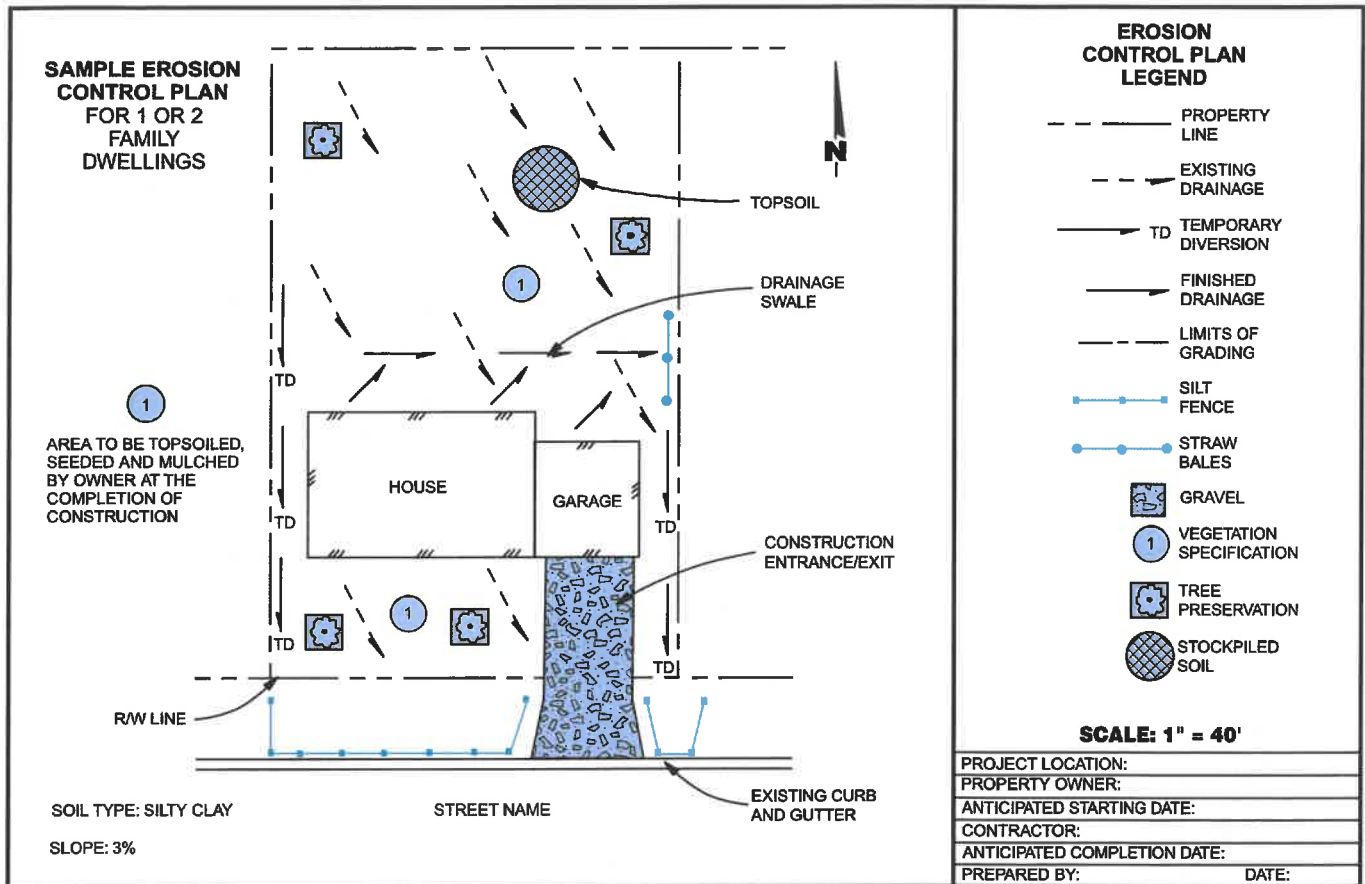 SAMPLE EROSION
CONTROL PLAN
FOR 1 OR 2
FAMILY
DWELLINGS
N
TOPSOIL
1
DRAINAGE
SWALE
TD
1
AREA TO BE TOPSOILED,
SEEDED AND MULCHED
BY OWNER AT THE
COMPLETION OF
CONSTRUCTION
HOUSE
GARAGE
TD
TD
CONSTRUCTION
ENTRANCE/EXIT
1
TD
TD
R/W LINE
EXISTING CURB
AND GUTTER
SOIL TYPE: SILTY CLAY
STREET NAME
SLOPE: 3%
EROSION
CONTROL PLAN
LEGEND
PROPERTY
LINE
EXISTING
DRAINAGE
TD TEMPORARY
DIVERSION
FINISHED
DRAINAGE
LIMITS OF
GRADING
SILT
FENCE
STRAW
BALES
GRAVEL
1 VEGETATION
SPECIFICATION
TREE
PRESERVATION
STOCKPILED
SOIL
SCALE: 1" = 40'
PROJECT LOCATION:
PROPERTY OWNER:
ANTICIPATED STARTING DATE:
CONTRACTOR:
ANTICIPATED COMPLETION DATE:
PREPARED BY: DATE: